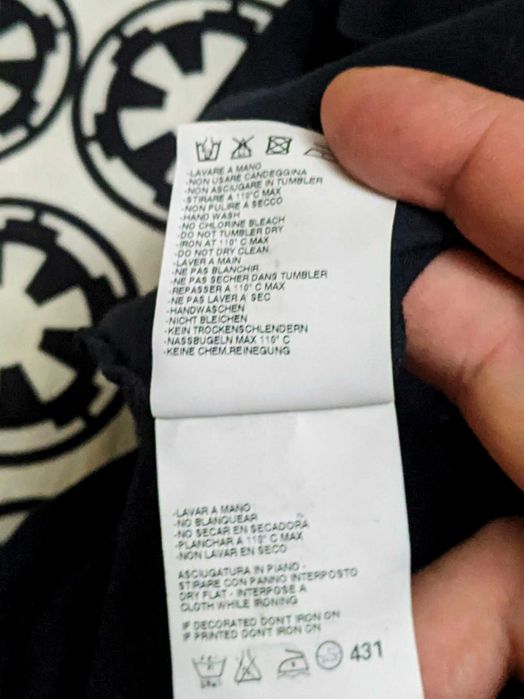 -LAVARE A MANO
-NON USARE CANDEGGINA
-NON ASCIUGARE IN TUMBLER
-STIRARE A 110°C MAX
-NON PULIRE A SECCO
-HAND WASH
-NO CHLORINE BLEACH
-DO NOT TUMBLER DRY
-IRON AT 110° C MAX
-DO NOT DRY CLEAN
-LAVER A MAIN
-NE PAS BLANCHIR
-NE PAS SECHER DANS TUMBLER
-REPASSER A 110° C MAX
-NE PAS LAVER A SEC
-HANDWASCHEN
-NICHT BLEICHEN
-KEIN TROCKENSCHLENDERN
-NASSBUGELN MAX 110° C
-KEINE CHEM.REINEGUNG
-LAVAR A MANO
-NO BLANQUEAR
-NO SECAR EN SECADORA
-PLANCHAR A 110° C MAX
-NON LAVAR EN SECO
ASCIUGATURA IN PIANO -
STIRARE CON PANNO INTERPOSTO
DRY FLAT - INTERPOSE A
CLOTH WHILE IRONING
IF DECORATED DON'T IRON ON
IF PRINTED DON'T IRON ON
431